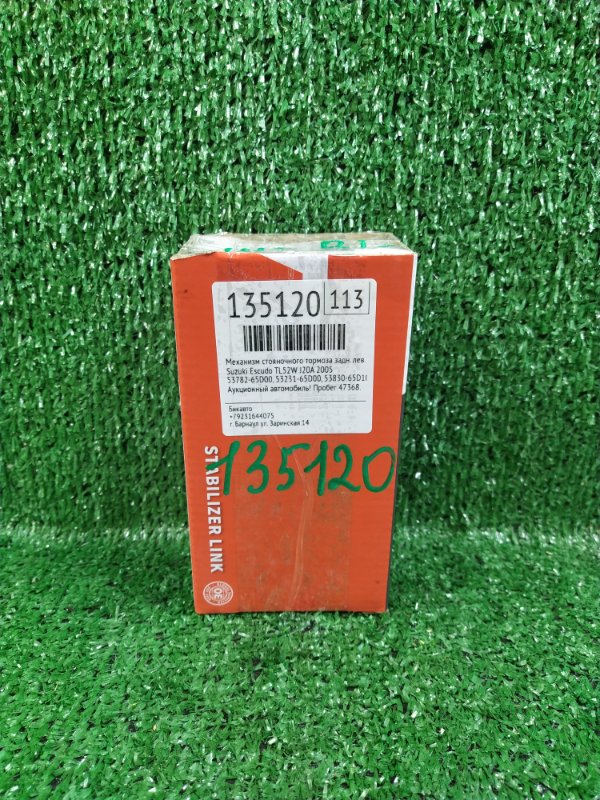 135120 113
Механизм стояночного тормоза задн. лев.
Suzuki Escudo TL52W J20A 2005
53782-65D00, 53231-65D00, 53830-65D1
Аукционный автомобиль! Пробег 47368.
Бикавто
+79231644075
г. Барнаул ул. Заринская 14
135120
STABILIZER LINK
OE